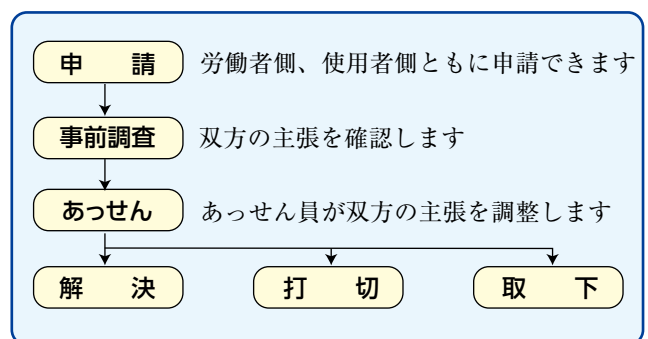 申　請　労働者側、使用者側ともに申請できます
事前調査　双方の主張を確認します
あっせん　あっせん員が双方の主張を調整します
解　決　打　切　取　下